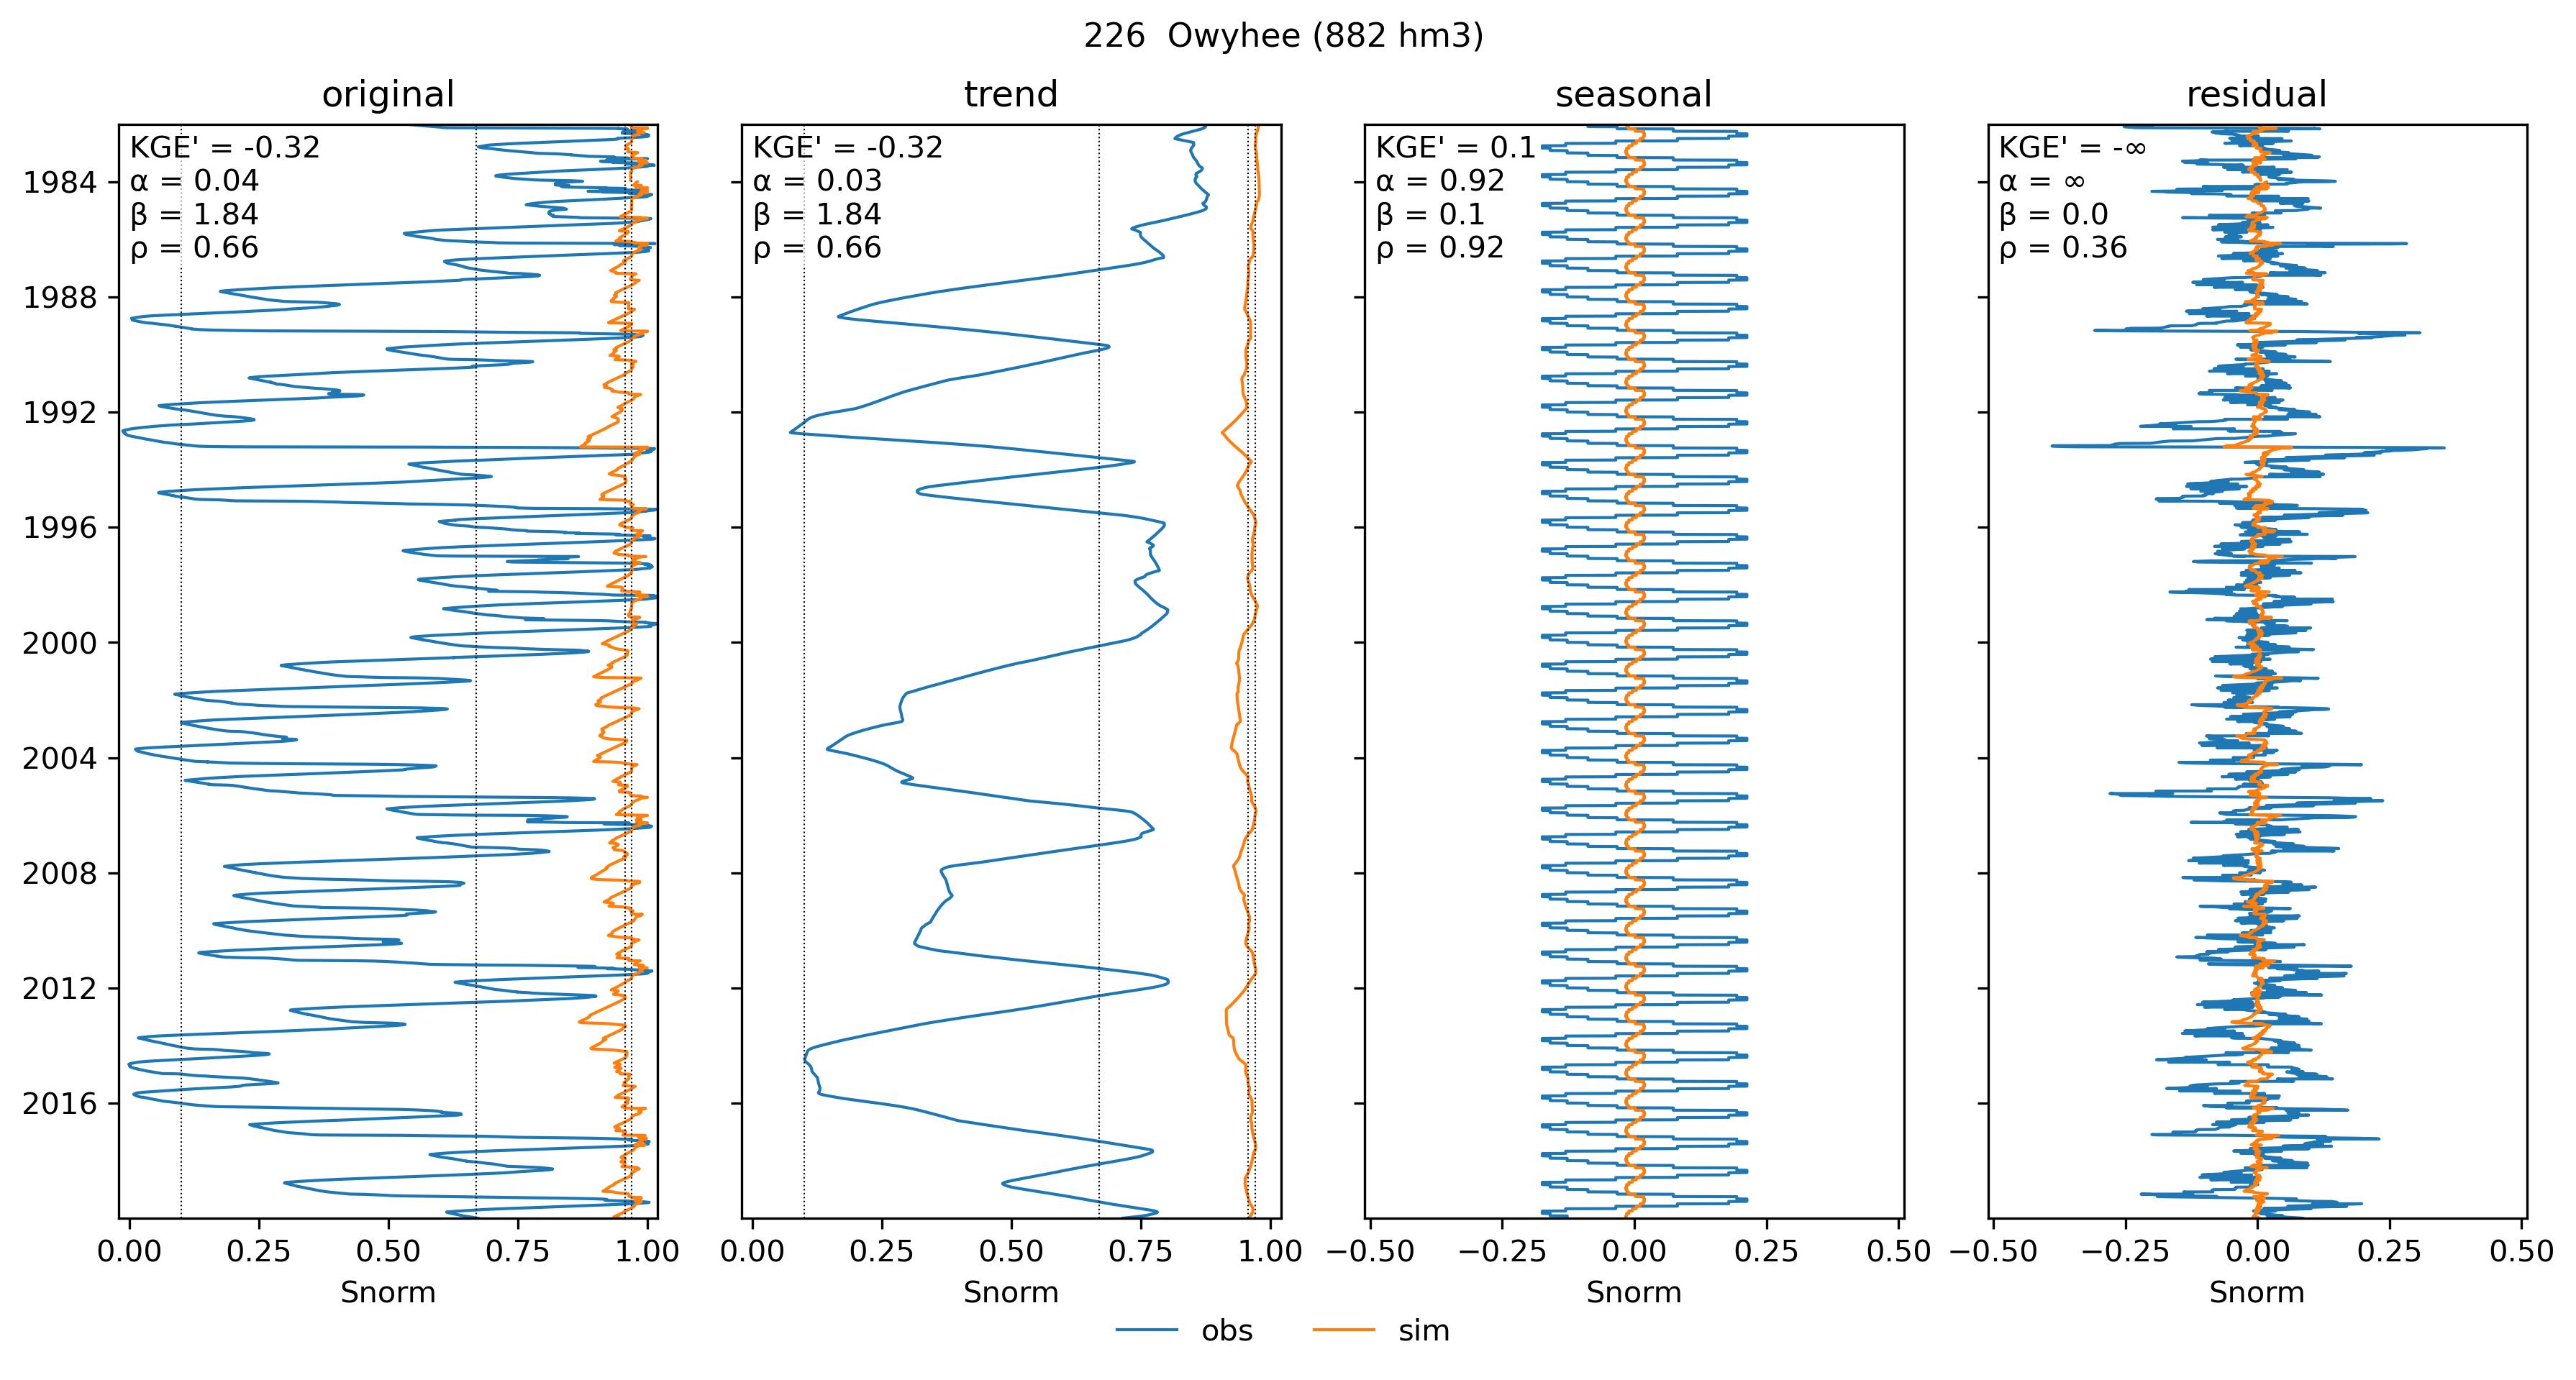 226  Owyhee (882 hm3)
original
trend
seasonal
residual
KGE' = -0.32
α = 0.04
β = 1.84
ρ = 0.66
KGE' = -0.32
α = 0.03
β = 1.84
ρ = 0.66
KGE' = 0.1
α = 0.92
β = 0.1
ρ = 0.92
KGE' = -∞
α = ∞
β = 0.0
ρ = 0.36
1984
1988
1992
1996
2000
2004
2008
2012
2016
0.00 0.25 0.50 0.75 1.00
0.00 0.25 0.50 0.75 1.00
−0.50 −0.25 0.00 0.25 0.50
−0.50 −0.25 0.00 0.25 0.50
Snorm
Snorm
Snorm
Snorm
obs
sim